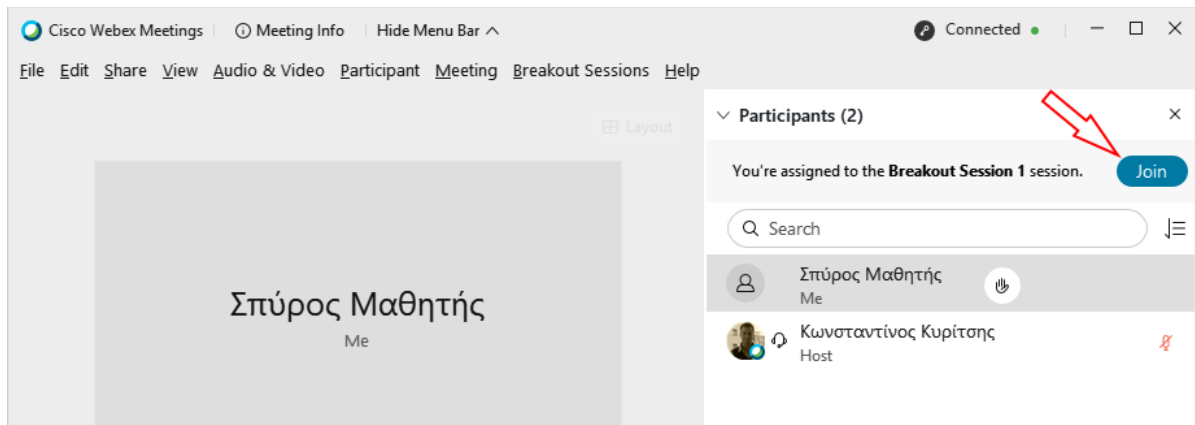 Cisco Webex Meetings Meeting Info Hide Menu Bar Connected
File Edit Share View Audio & Video Participant Meeting Breakout Sessions Help
Layout
Participants (2)
You're assigned to the Breakout Session 1 session. Join
Search
Σπύρος Μαθητής
Me
Σπύρος Μαθητής
Me
Κωνσταντίνος Κυρίτσης
Host